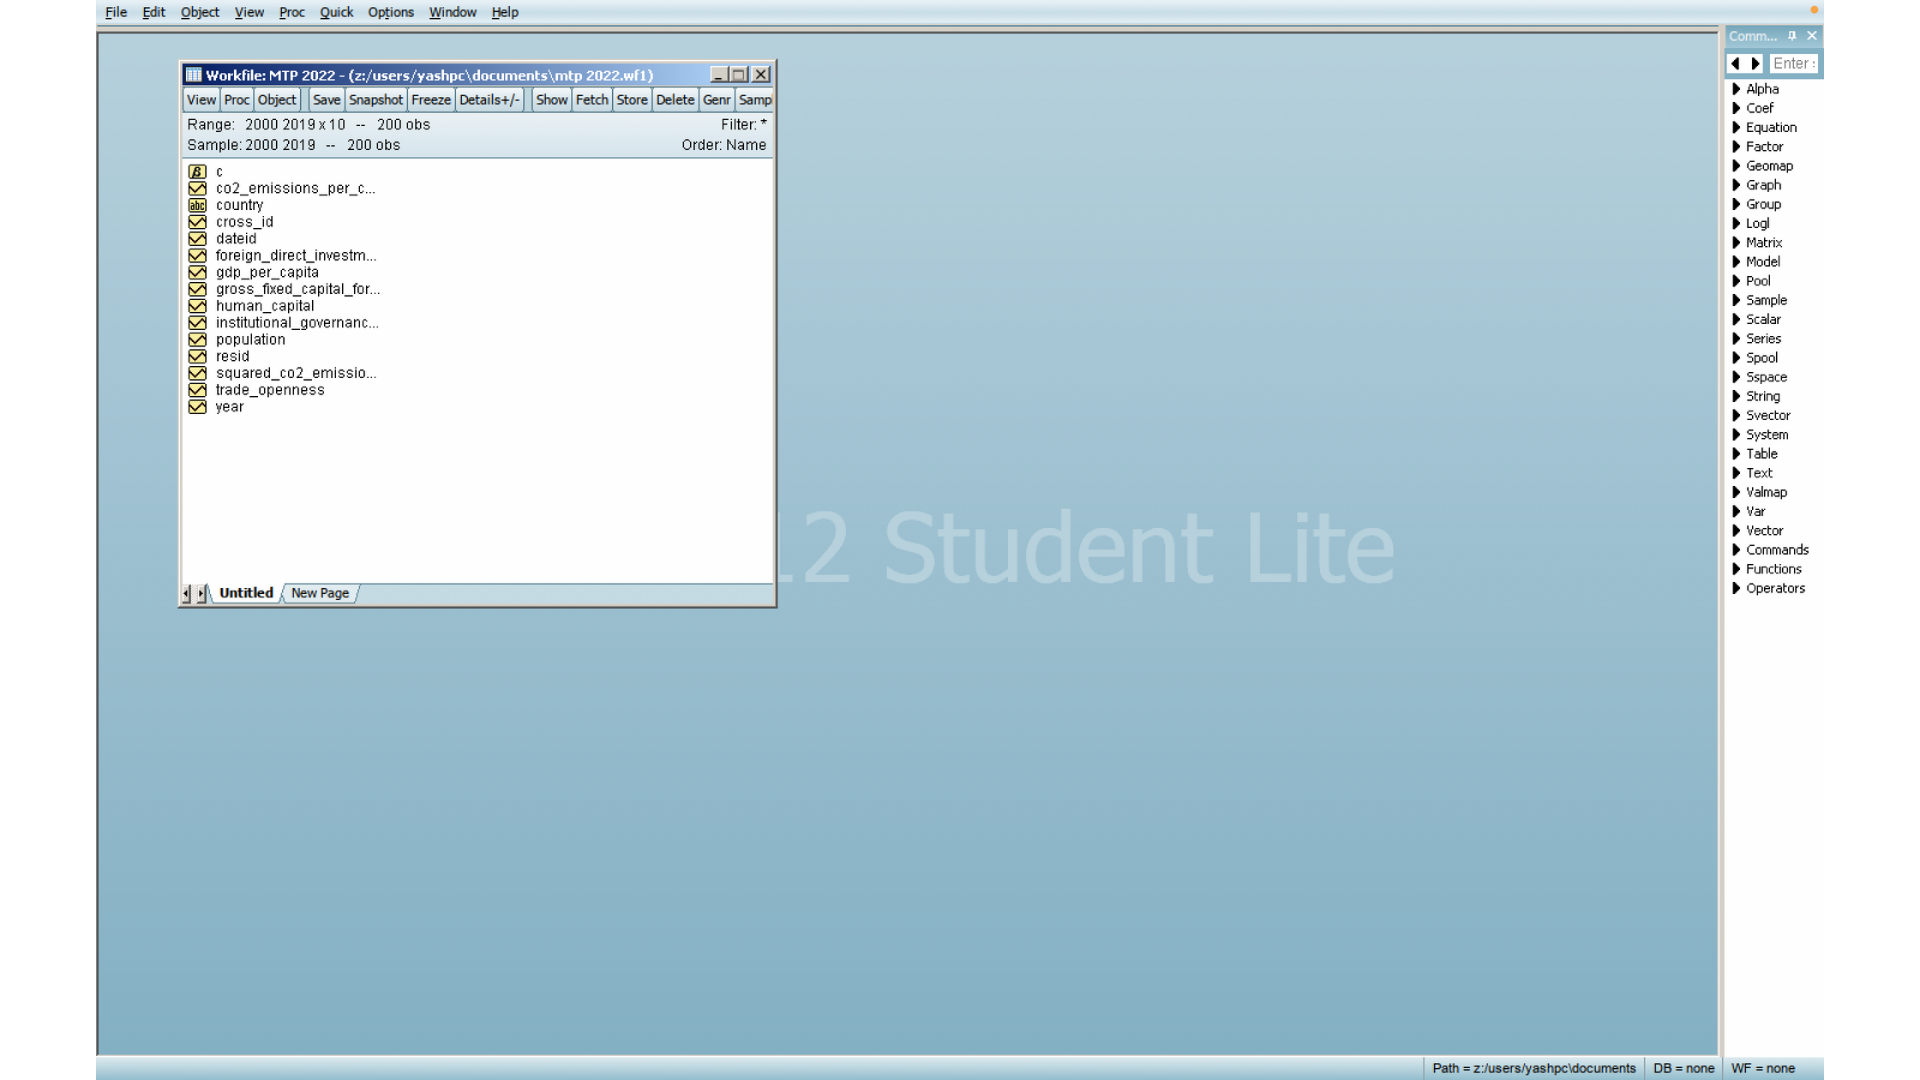 File Edit Object View Proc Quick Options Window Help
Comm...
Enter
Workfile: MTP 2022 - (z:/users/yashpc\documents\mtp 2022.wf1)
View Proc Object Save Snapshot Freeze Details+/- Show Fetch Store Delete Genr Samp
Range: 2000 2019 x 10 -- 200 obs Filter: *
Sample: 2000 2019 -- 200 obs Order: Name
β c
co2_emissions_per_c...
abc country
cross_id
dateid
foreign_direct_investm...
gdp_per_capita
gross_fixed_capital_for...
human_capital
institutional_governanc...
population
resid
squared_co2_emissio...
trade_openness
year
Untitled New Page
12 Student Lite
Alpha
Coef
Equation
Factor
Geomap
Graph
Group
Logl
Matrix
Model
Pool
Sample
Scalar
Series
Spool
Sspace
String
Svector
System
Table
Text
Valmap
Var
Vector
Commands
Functions
Operators
Path = z:/users/yashpc\documents DB = none WF = none